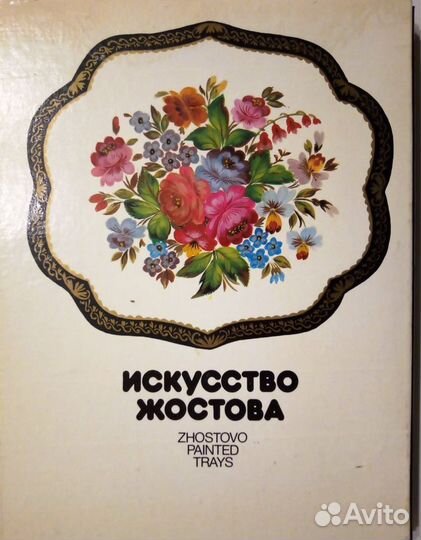 ИСКУССТВО
ЖОСТОВА
ZHOSTOVO
PAINTED
TRAYS
Avito